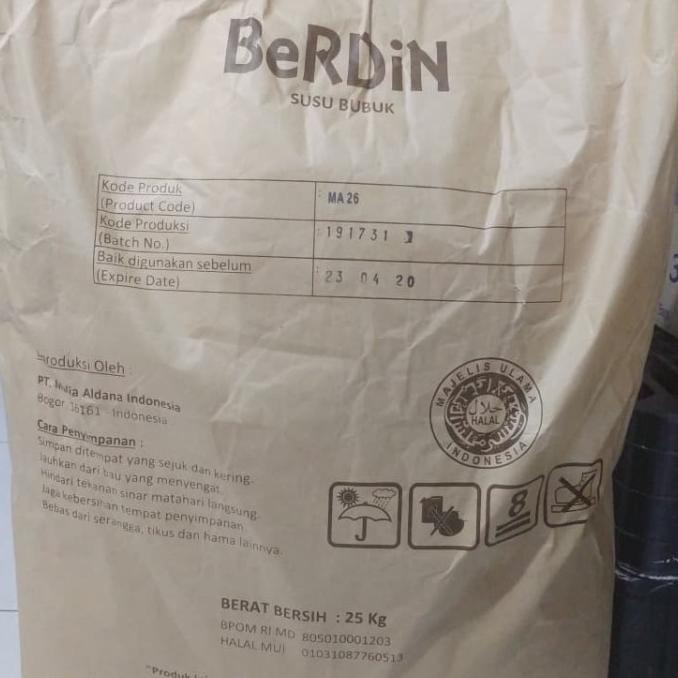 BeRDiN
SUSU BUBUK
Kode Produk
(Product Code)
: MA 26
Kode Produksi
(Batch No.)
: 191731
Baik digunakan sebelum
(Expire Date)
: 23 04 20
Produksi Oleh :
PT. Aldana Indonesia
Bogor 16161 - Indonesia
Cara Penyimpanan :
Simpan ditempat yang sejuk dan kering.
Jauhkan dari bau yang menyengat.
Hindari tekanan sinar matahari langsung.
Jaga kebersihan tempat penyimpanan.
Bebas dari serangga, tikus dan hama lainnya.
MAJELIS ULAMA
حلال
HALAL
INDONESIA
8
BERAT BERSIH : 25 Kg
BPOM RI MD 805010001203
HALAL MUI 01031087760513
"Produk